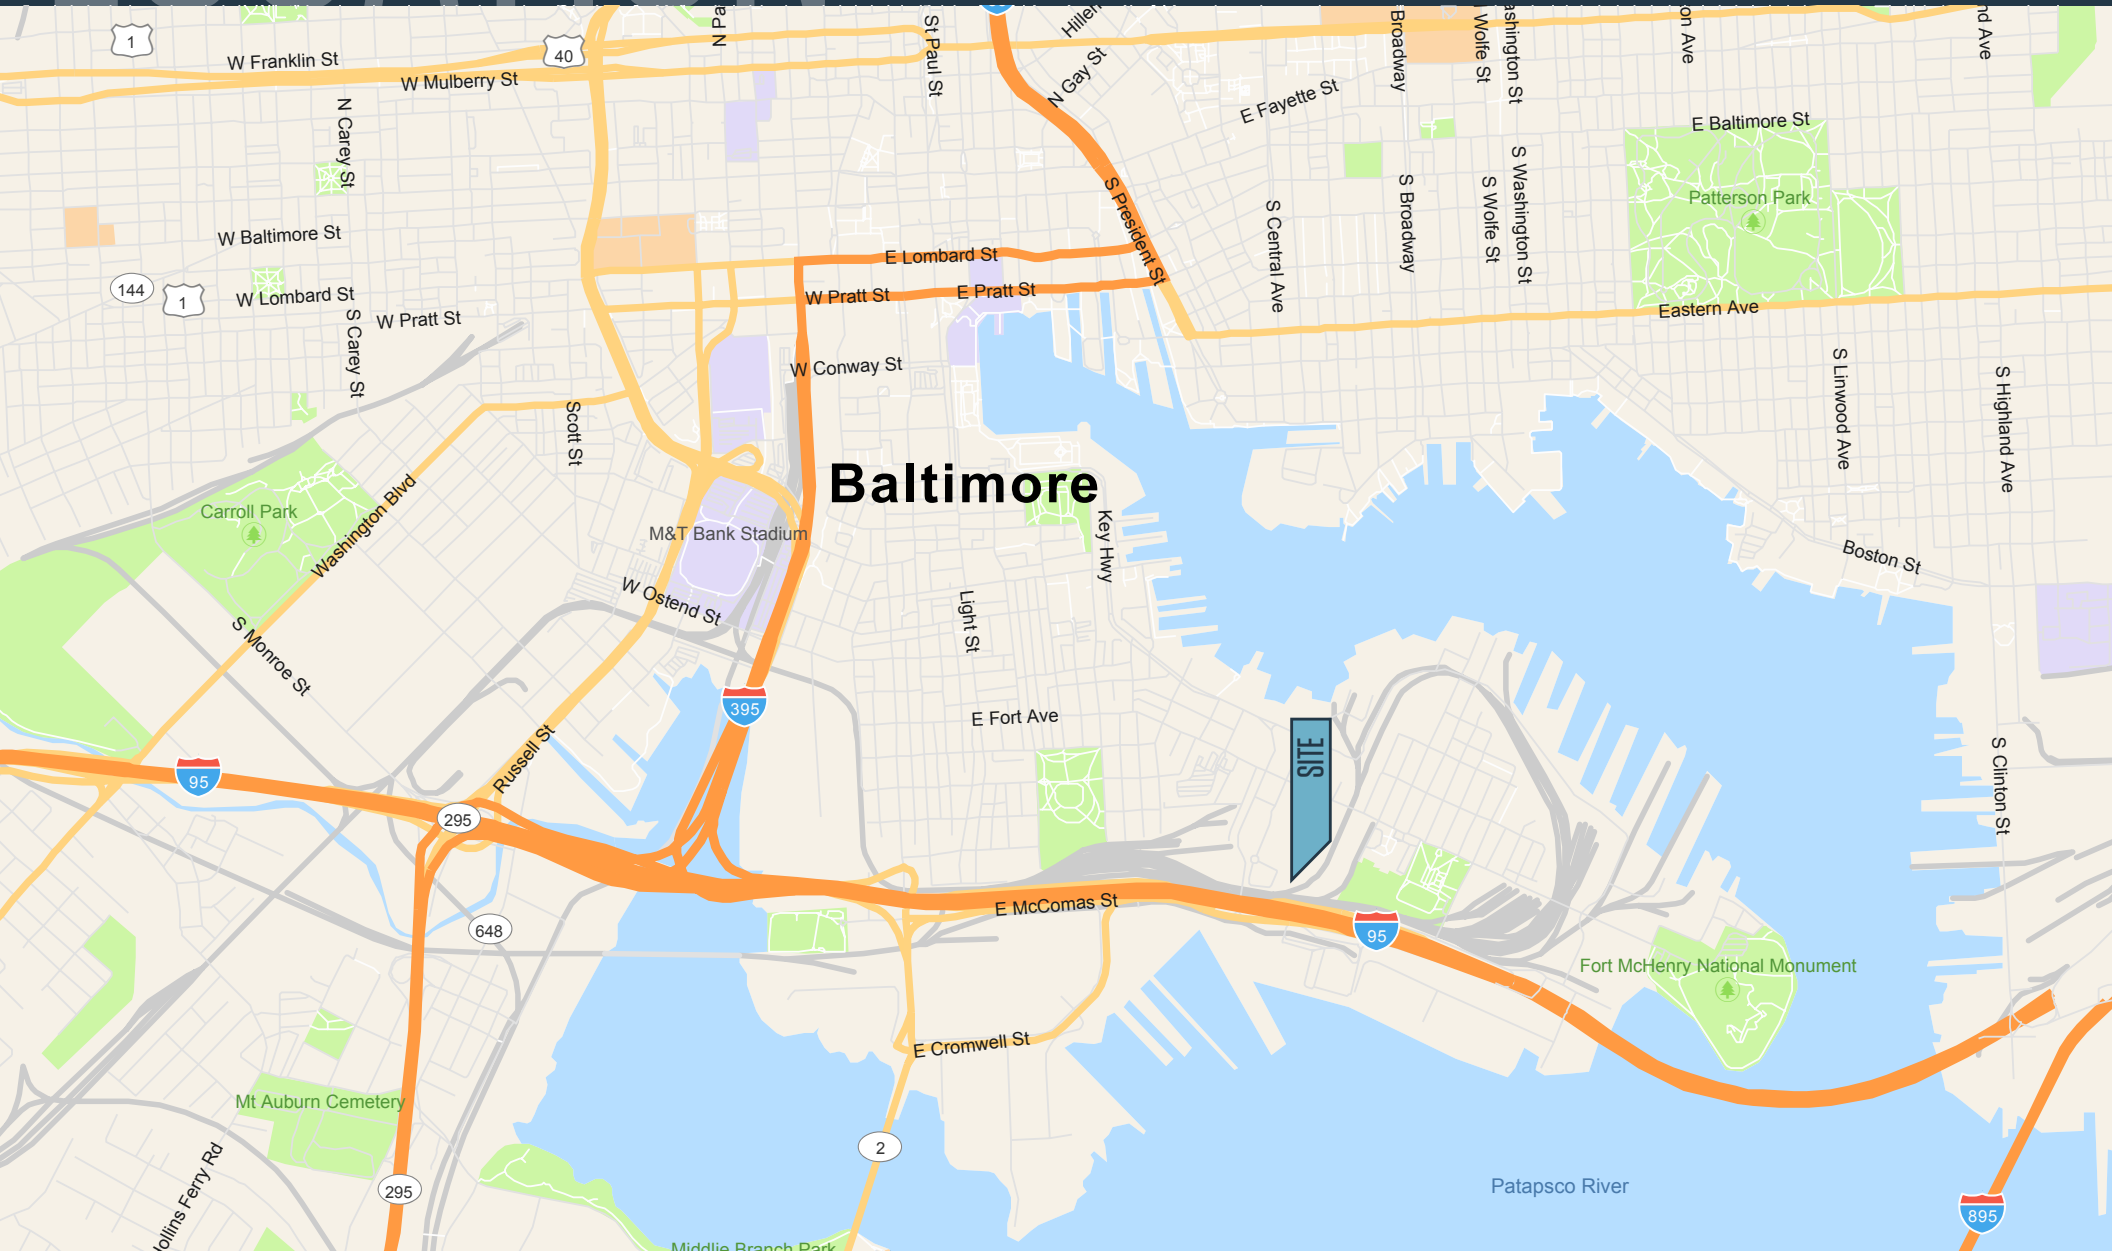 1
W Franklin St
40
W Mulberry St
N Carey St
St Paul St
N Gay St
E Fayette St
Broadway
Wolfe St
E Baltimore St
Patterson Park
S President St
S Central Ave
S Broadway
S Wolfe St
S Washington St
W Baltimore St
E Lombard St
144
1
W Lombard St
W Pratt St
E Pratt St
Eastern Ave
S Carey St
W Pratt St
W Conway St
S Linwood Ave
S Highland Ave
Scott St
Baltimore
Carroll Park
Washington Blvd
M&T Bank Stadium
Key Hwy
Boston St
W Ostend St
Light St
S Monroe St
395
E Fort Ave
SITE
Russell St
S Clinton St
95
295
E McComas St
648
95
Fort McHenry National Monument
E Cromwell St
Mt Auburn Cemetery
2
295
Patapsco River
895
Middlie Branch Park